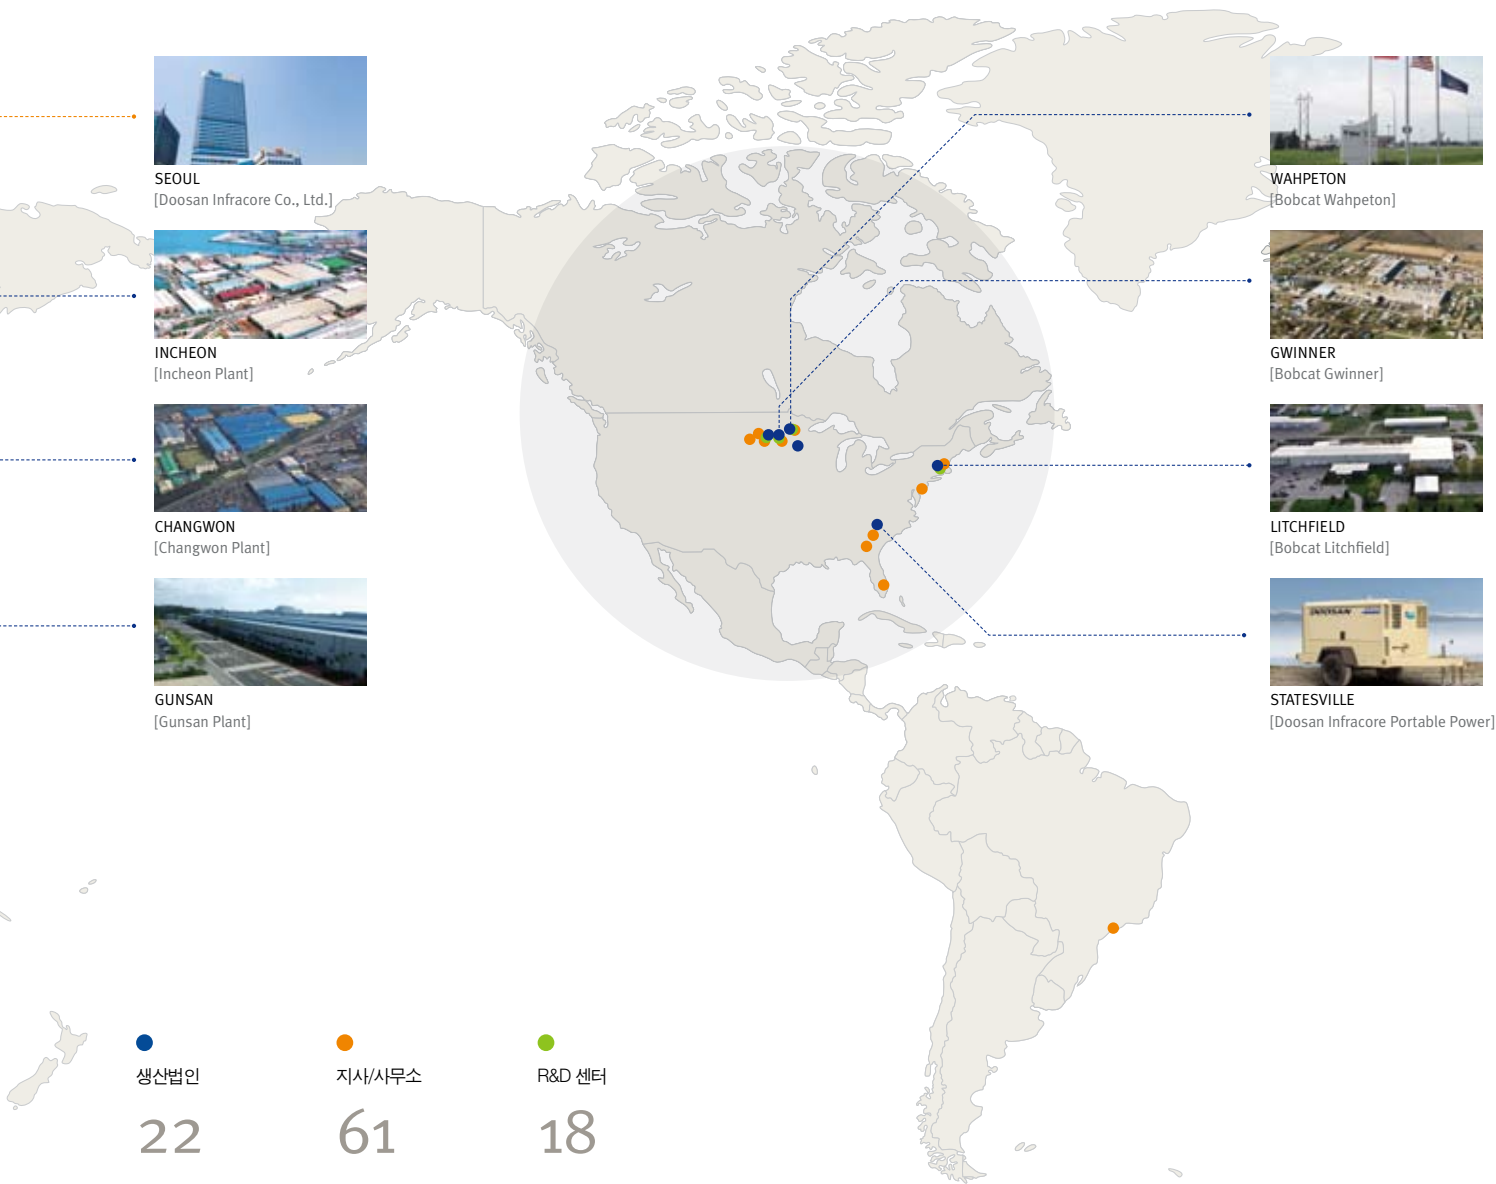 SEOUL
[Doosan Infracore Co., Ltd.]
INCHEON
[Incheon Plant]
CHANGWON
[Changwon Plant]
GUNSAN
[Gunsan Plant]
WAHPETON
[Bobcat Wahpeton]
GWINNER
[Bobcat Gwinner]
LITCHFIELD
[Bobcat Litchfield]
DOOSAN
STATESVILLE
[Doosan Infracore Portable Power]
생산법인
22
지사/사무소
61
R&D 센터
18